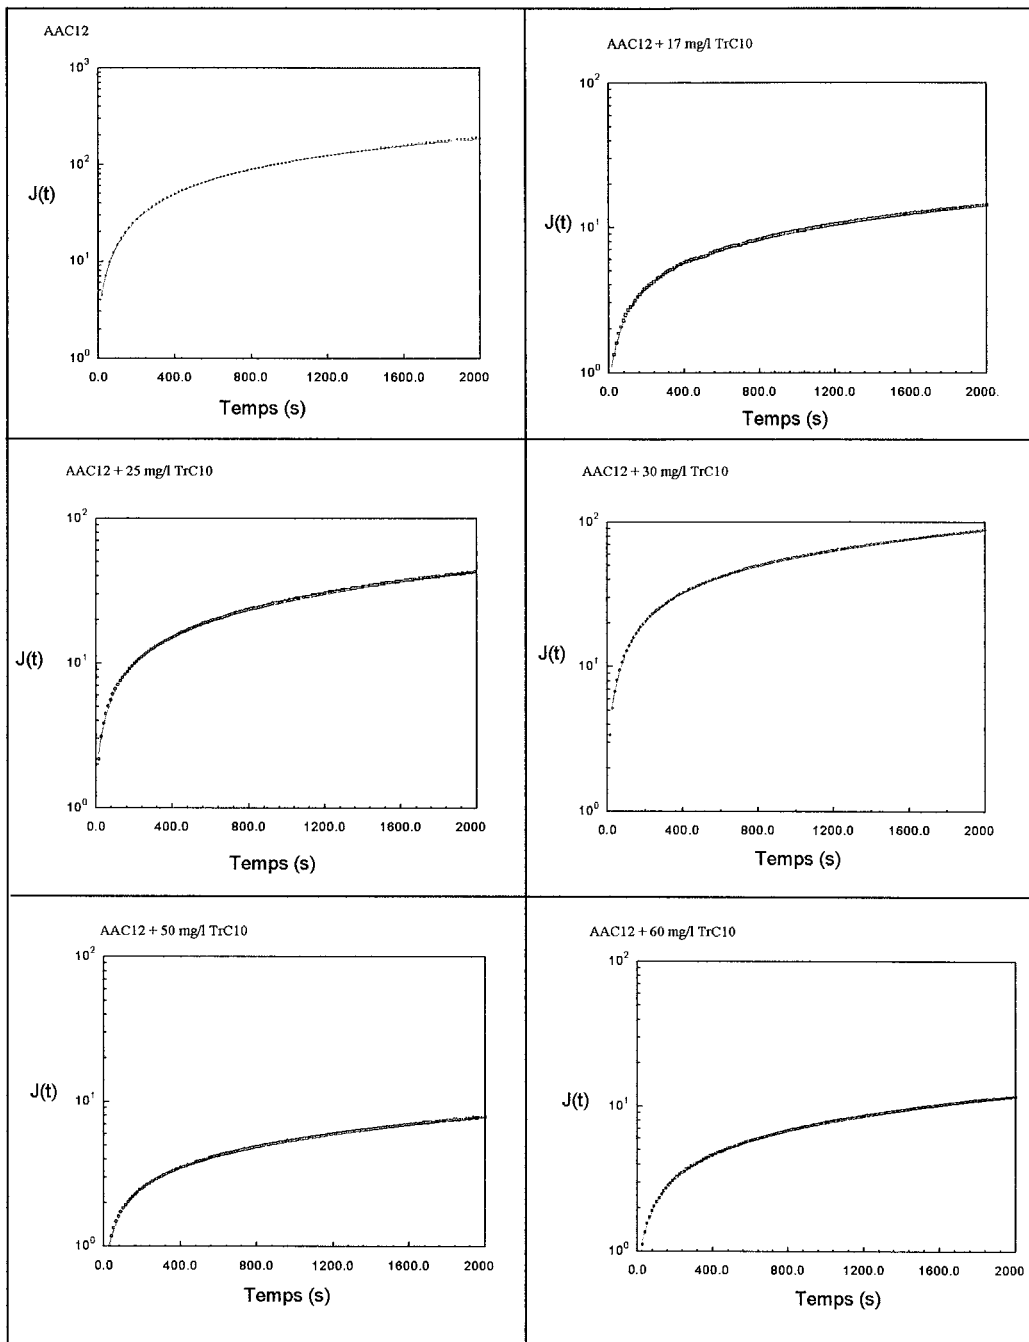 AAC12
10³
10²
J(t)
10¹
10⁰
0.0 400.0 800.0 1200.0 1600.0 2000
Temps (s)
AAC12 + 17 mg/l TrC10
10²
J(t)
10¹
10⁰
0.0 400.0 800.0 1200.0 1600.0 2000.
Temps (s)
AAC12 + 25 mg/l TrC10
10²
J(t)
10¹
10⁰
0.0 400.0 800.0 1200.0 1600.0 2000
Temps (s)
AAC12 + 30 mg/l TrC10
10²
J(t)
10¹
10⁰
0.0 400.0 800.0 1200.0 1600.0 2000
Temps (s)
AAC12 + 50 mg/l TrC10
10²
J(t)
10¹
10⁰
0.0 400.0 800.0 1200.0 1600.0 2000
Temps (s)
AAC12 + 60 mg/l TrC10
10²
J(t)
10¹
10⁰
0.0 400.0 800.0 1200.0 1600.0 2000
Temps (s)